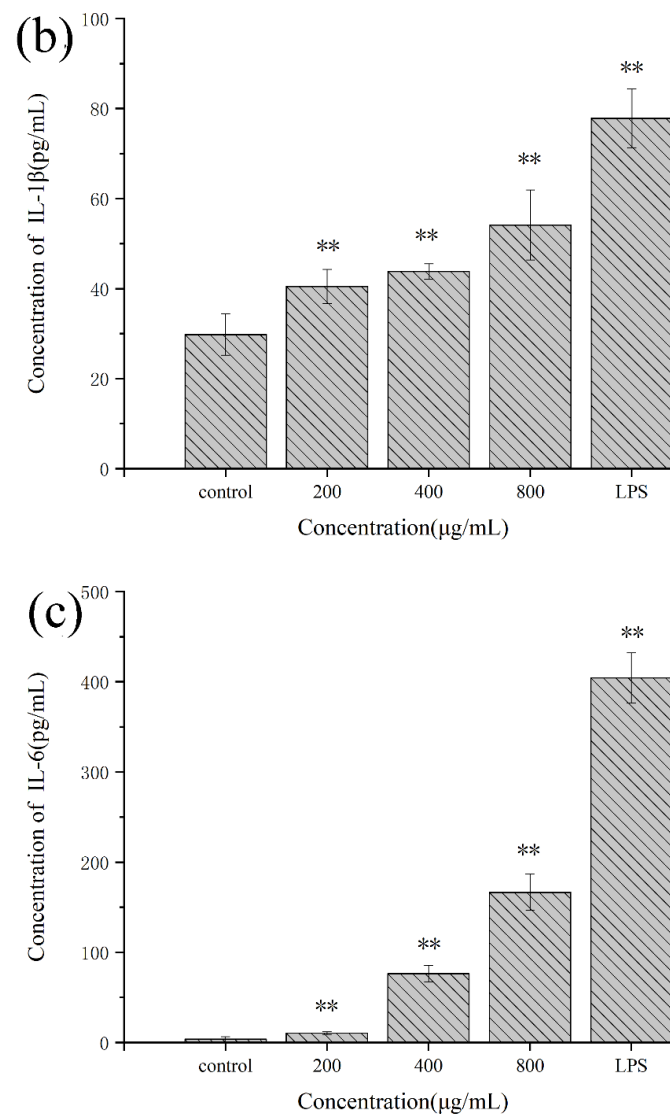 (b)
Concentration of IL-1β(pg/mL)
100
80
60
40
20
0
**
**
**
**
control 200 400 800 LPS
Concentration(μg/mL)
(c)
Concentration of IL-6(pg/mL)
500
400
300
200
100
0
**
**
**
**
control 200 400 800 LPS
Concentration(μg/mL)